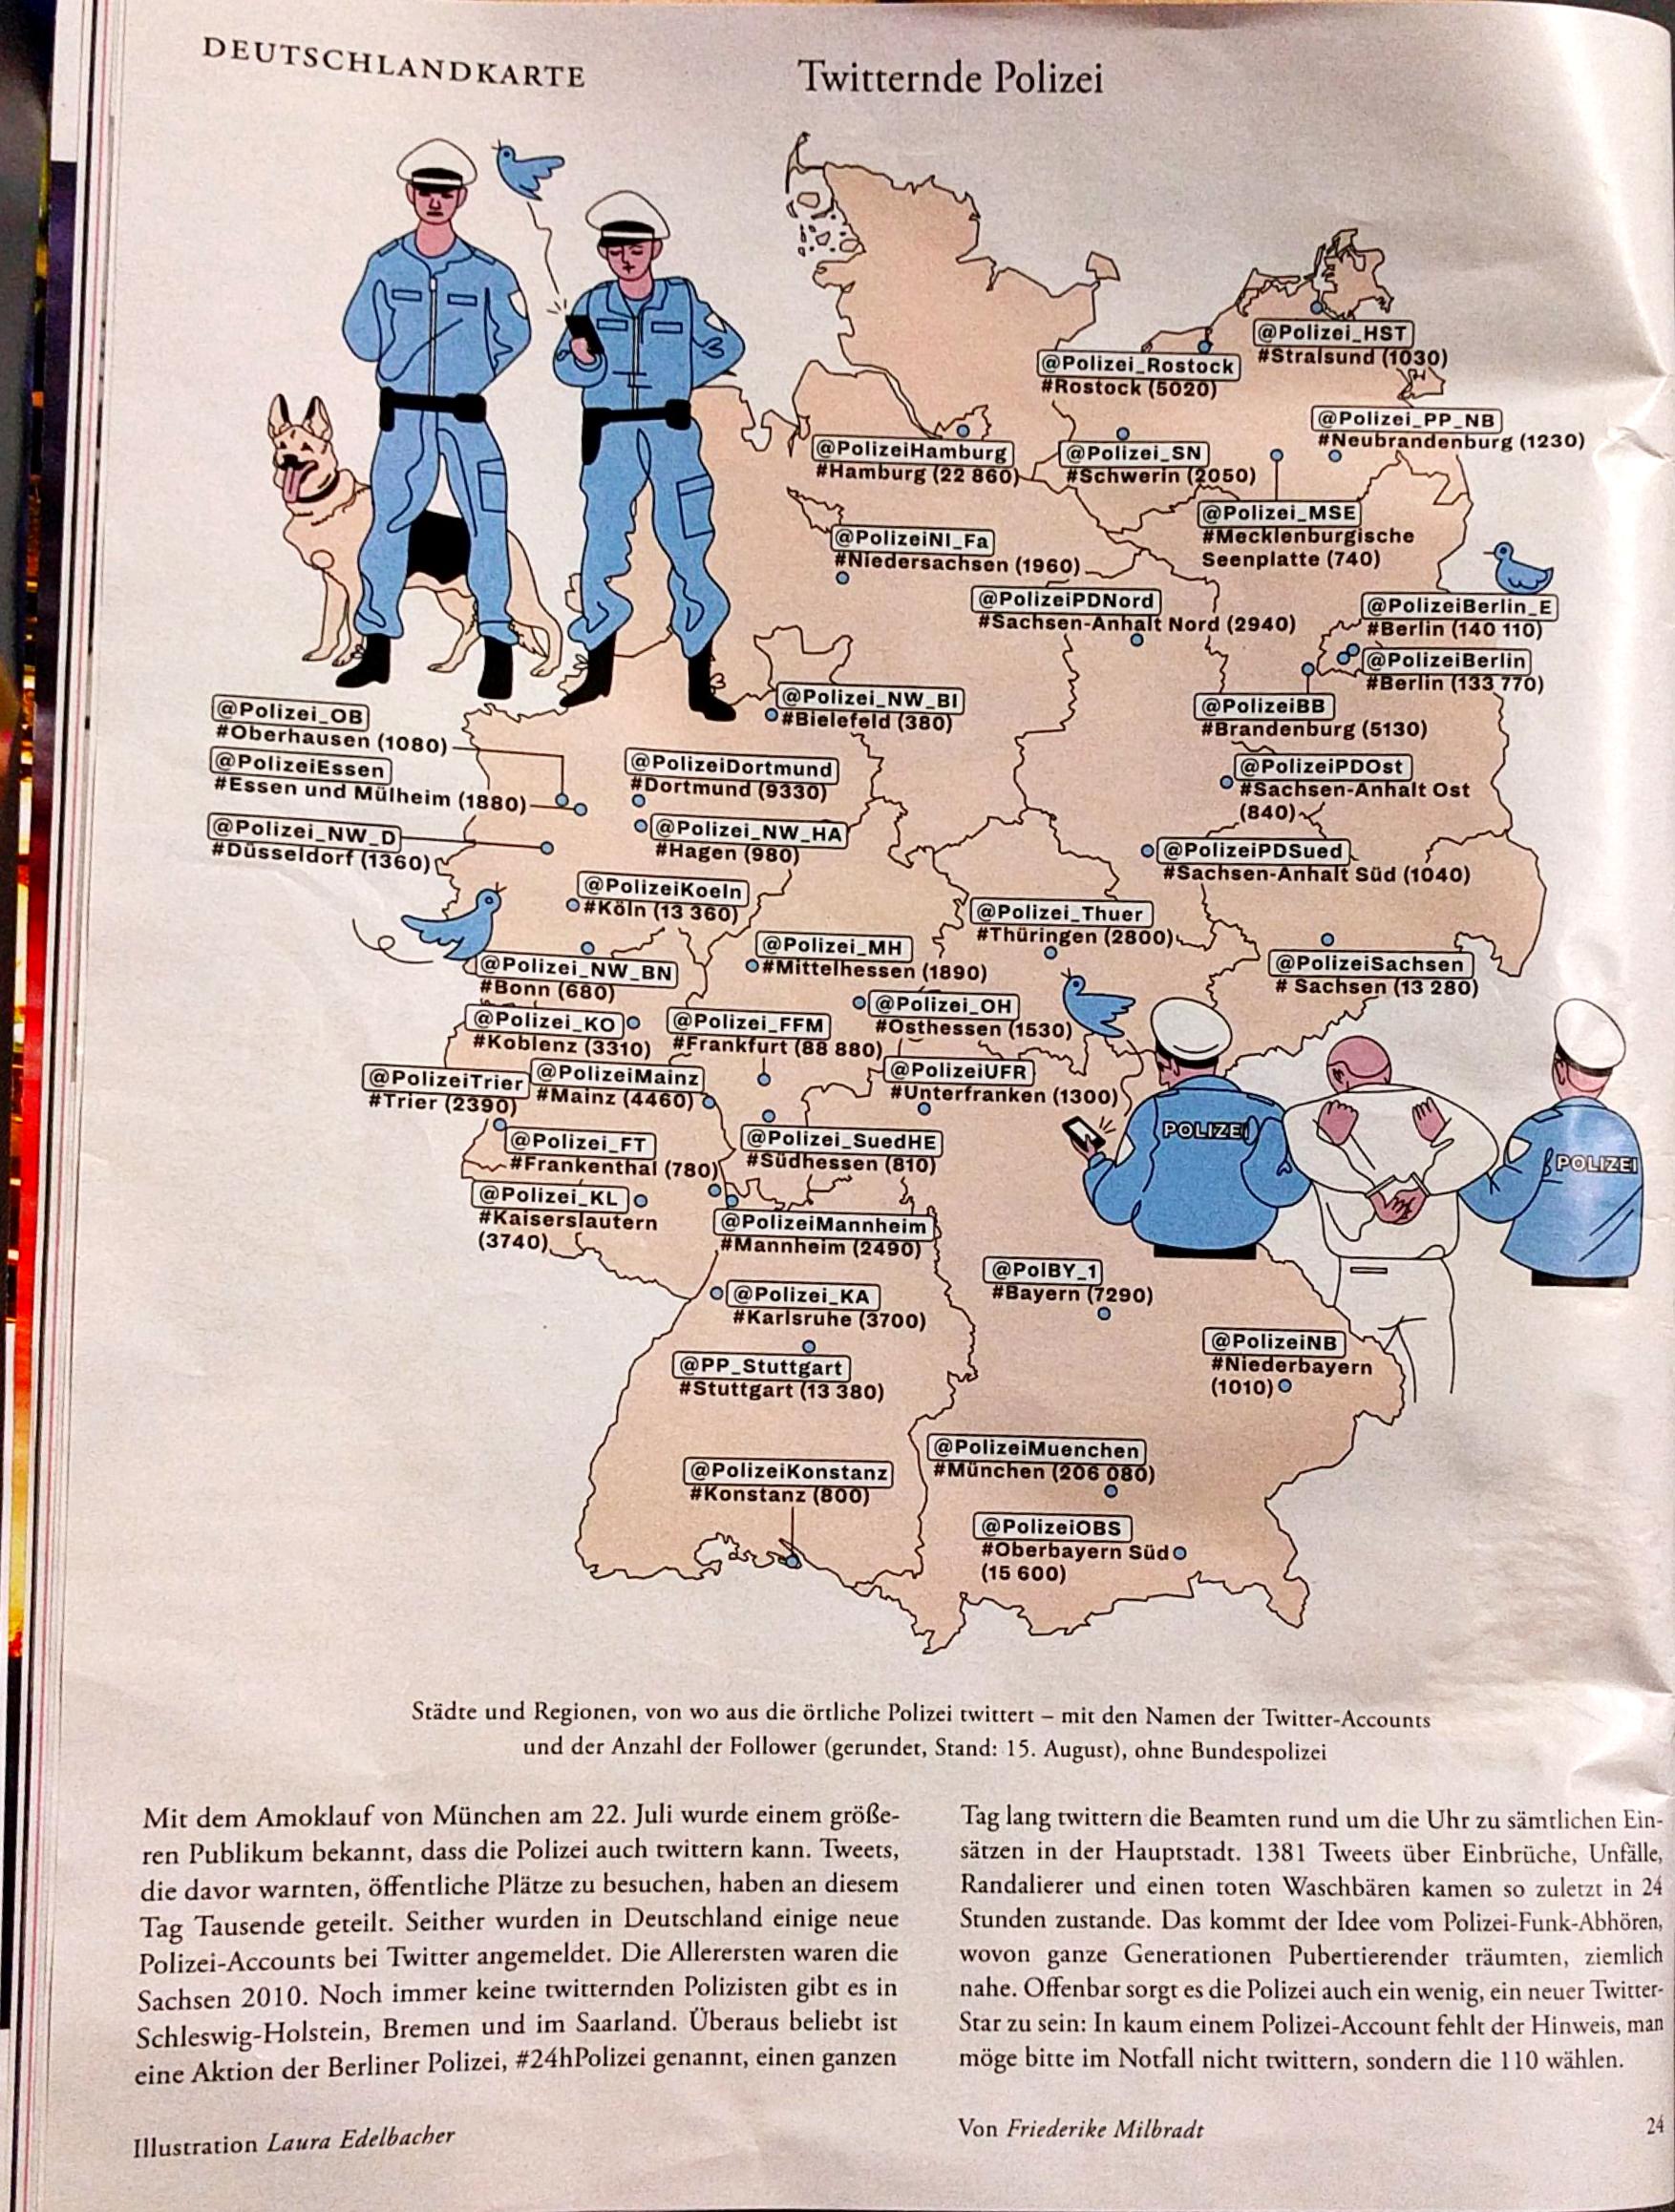 DEUTSCHLANDKARTE
Twitternde Polizei
@Polizei_HST
#Stralsund (1030)
@Polizei_Rostock
#Rostock (5020)
@Polizei_PP_NB
#Neubrandenburg (1230)
@PolizeiHamburg
#Hamburg (22 860)
@Polizei_SN
#Schwerin (2050)
@Polizei_MSE
#Mecklenburgische
Seenplatte (740)
@PolizeiNI_Fa
#Niedersachsen (1960)
@PolizeiPDNord
#Sachsen-Anhalt Nord (2940)
@PolizeiBerlin_E
#Berlin (140 110)
@PolizeiBerlin
#Berlin (133 770)
@Polizei_NW_BI
#Bielefeld (380)
@PolizeiBB
#Brandenburg (5130)
@Polizei_OB
#Oberhausen (1080)
@PolizeiEssen
#Essen und Mülheim (1880)
@PolizeiDortmund
#Dortmund (9330)
@PolizeiPDOst
#Sachsen-Anhalt Ost
(840)
@Polizei_NW_D
#Düsseldorf (1360)
@Polizei_NW_HA
#Hagen (980)
@PolizeiPDSued
#Sachsen-Anhalt Süd (1040)
@PolizeiKoeln
#Köln (13 360)
@Polizei_Thuer
#Thüringen (2800)
@Polizei_MH
#Mittelhessen (1890)
@Polizei_NW_BN
#Bonn (680)
@PolizeiSachsen
# Sachsen (13 280)
@Polizei_OH
#Osthessen (1530)
@Polizei_KO
#Koblenz (3310)
@Polizei_FFM
#Frankfurt (88 880)
@PolizeiTrier
#Trier (2390)
@PolizeiMainz
#Mainz (4460)
@PolizeiUFR
#Unterfranken (1300)
POLIZEI
POLIZEI
@Polizei_FT
#Frankenthal (780)
@Polizei_SuedHE
#Südhessen (810)
@Polizei_KL
#Kaiserslautern
(3740)
@PolizeiMannheim
#Mannheim (2490)
@PolBY_1
#Bayern (7290)
@Polizei_KA
#Karlsruhe (3700)
@PolizeiNB
#Niederbayern
(1010)
@PP_Stuttgart
#Stuttgart (13 380)
@PolizeiMuenchen
#München (206 080)
@PolizeiKonstanz
#Konstanz (800)
@PolizeiOBS
#Oberbayern Süd
(15 600)
Städte und Regionen, von wo aus die örtliche Polizei twittert – mit den Namen der Twitter-Accounts
und der Anzahl der Follower (gerundet, Stand: 15. August), ohne Bundespolizei
Mit dem Amoklauf von München am 22. Juli wurde einem größe-
ren Publikum bekannt, dass die Polizei auch twittern kann. Tweets,
die davor warnten, öffentliche Plätze zu besuchen, haben an diesem
Tag Tausende geteilt. Seither wurden in Deutschland einige neue
Polizei-Accounts bei Twitter angemeldet. Die Allerersten waren die
Sachsen 2010. Noch immer keine twitternden Polizisten gibt es in
Schleswig-Holstein, Bremen und im Saarland. Überaus beliebt ist
eine Aktion der Berliner Polizei, #24hPolizei genannt, einen ganzen
Tag lang twittern die Beamten rund um die Uhr zu sämtlichen Ein-
sätzen in der Hauptstadt. 1381 Tweets über Einbrüche, Unfälle,
Randalierer und einen toten Waschbären kamen so zuletzt in 24
Stunden zustande. Das kommt der Idee vom Polizei-Funk-Abhören,
wovon ganze Generationen Pubertierender träumten, ziemlich
nahe. Offenbar sorgt es die Polizei auch ein wenig, ein neuer Twitter-
Star zu sein: In kaum einem Polizei-Account fehlt der Hinweis, man
möge bitte im Notfall nicht twittern, sondern die 110 wählen.
Illustration Laura Edelbacher
Von Friederike Milbradt
24